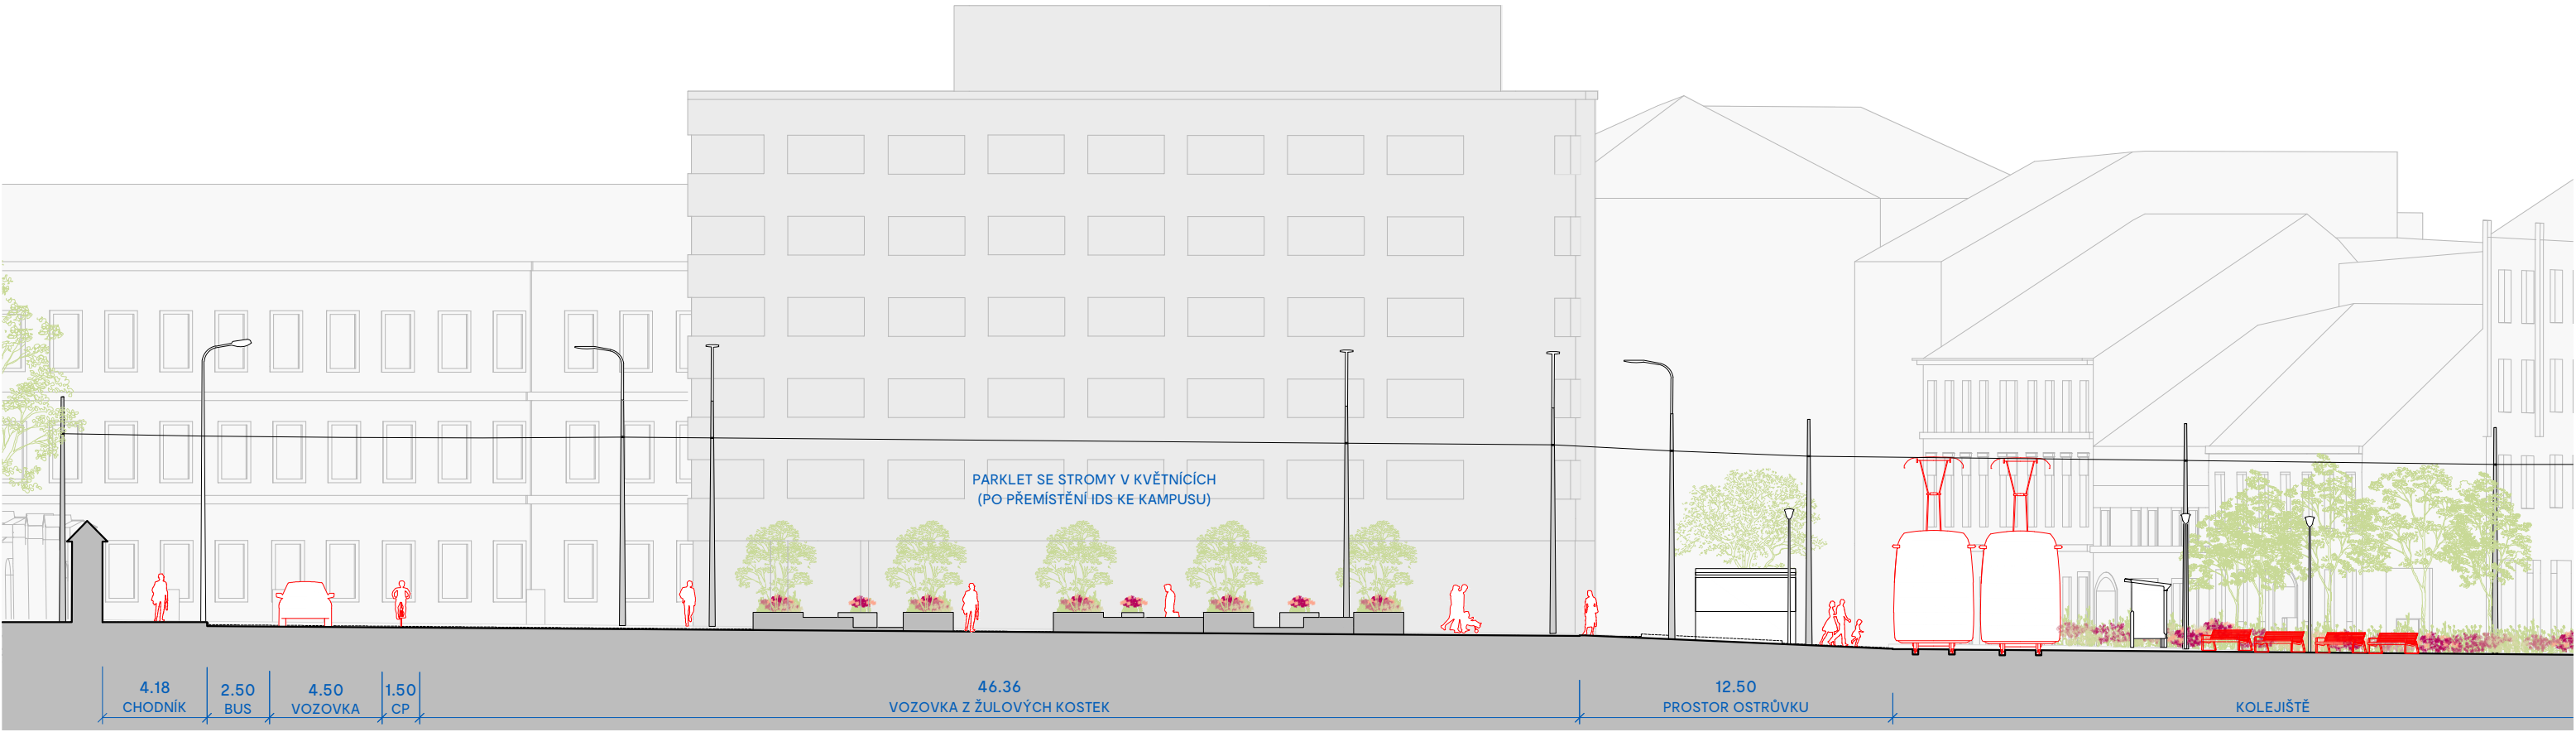 PARKLET SE STROMY V KVĚTNÍCÍCH
(PO PŘEMÍSTĚNÍ IDS KE KAMPUSU)
4.18
CHODNÍK
2.50
BUS
4.50
VOZOVKA
1.50
CP
46.36
VOZOVKA Z ŽULOVÝCH KOSTEK
12.50
PROSTOR OSTRŮVKU
KOLEJIŠTĚ